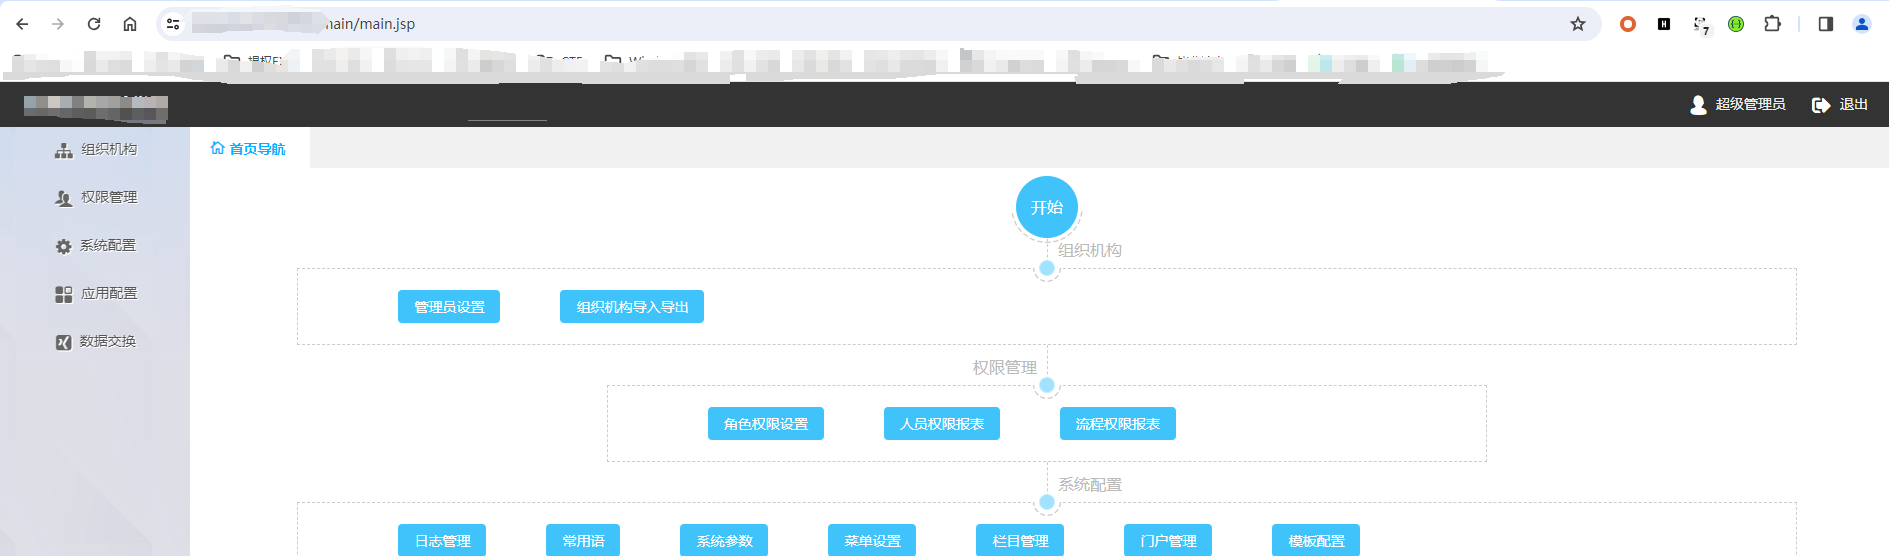 main/main.jsp
超级管理员 退出
组织机构
首页导航
权限管理
系统配置
应用配置
数据交换
开始
组织机构
管理员设置 组织机构导入导出
权限管理
角色权限设置 人员权限报表 流程权限报表
系统配置
日志管理 常用语 系统参数 菜单设置 栏目管理 门户管理 模板配置